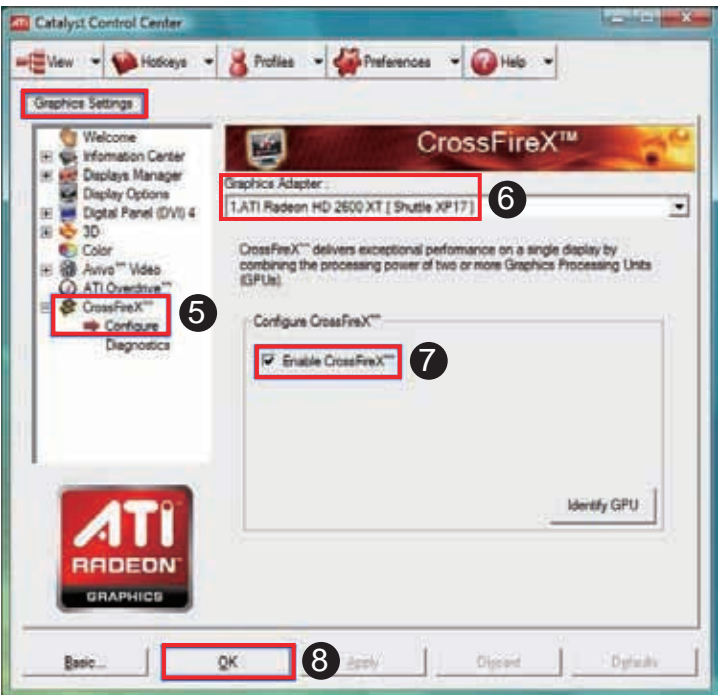 Catalyst Control Center
View Hotkeys Profiles Preferences Help
Graphics Settings
Welcome
Information Center
Displays Manager
Display Options
Digital Panel (DVI) 4
3D
Color
Avivo™ Video
ATI Overdrive™
CrossFireX™
Configure
Diagnostics
5
CrossFireX™
Graphics Adapter :
1.ATI Radeon HD 2600 XT [ Shuttle XP17 ]
6
CrossFireX™ delivers exceptional performance on a single display by
combining the processing power of two or more Graphics Processing Units
(GPUs).
Configure CrossFireX™
Enable CrossFireX™
7
Identify GPU
ATI
RADEON
GRAPHICS
Basic... OK 8 Apply Discard Defaults